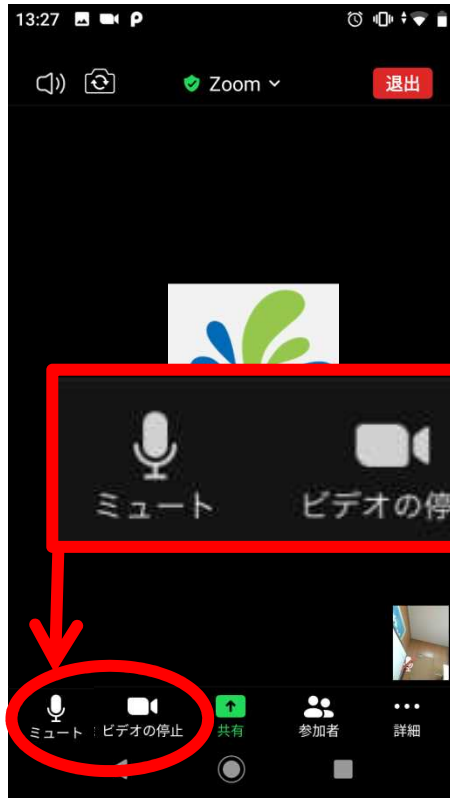 13:27
Zoom
退出
ミュート
ビデオの停
ミュート
ビデオの停止
共有
参加者
詳細